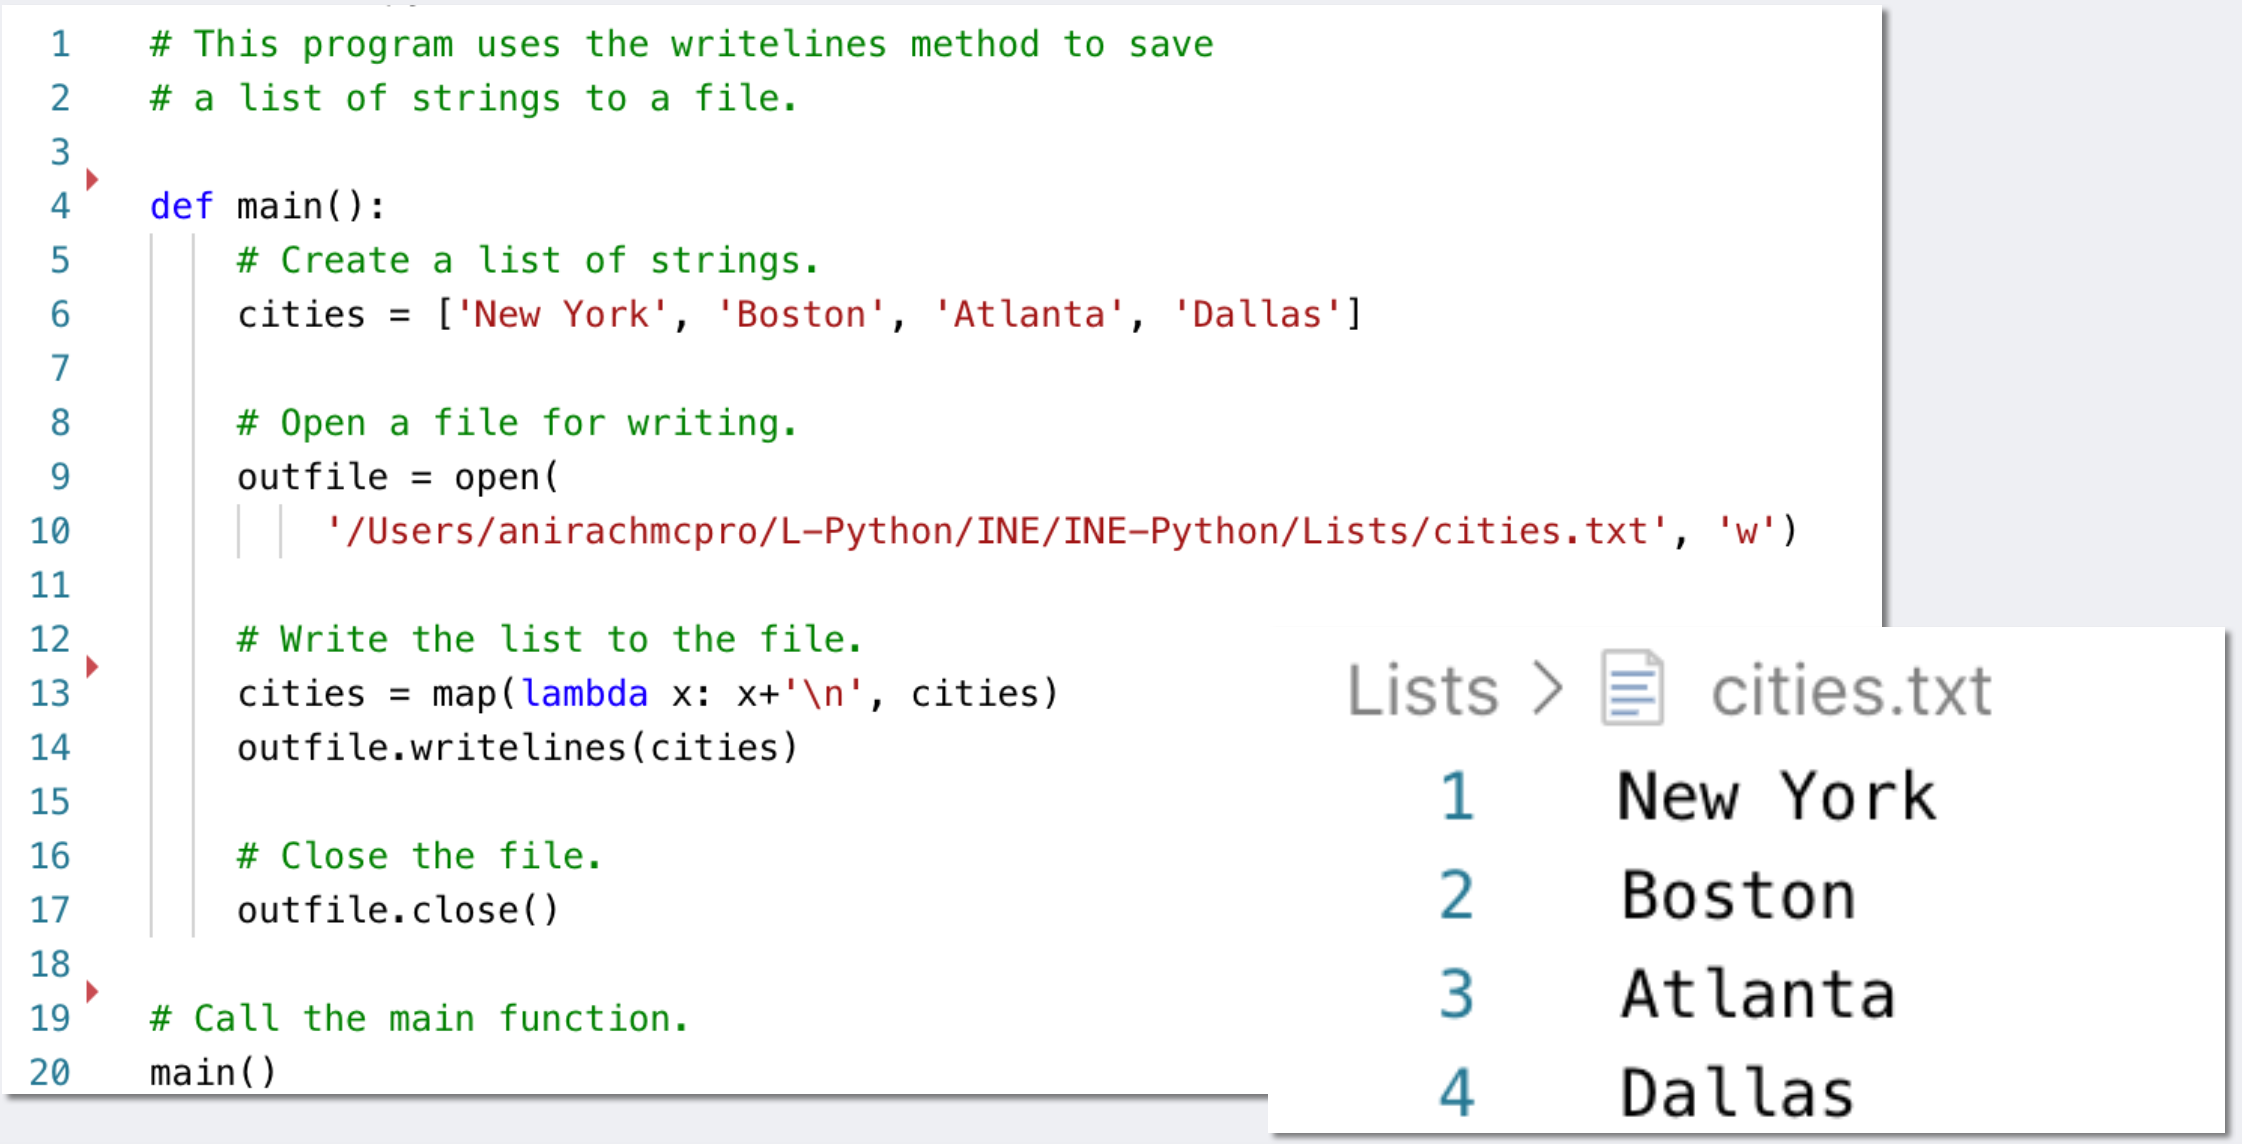 1 # This program uses the writelines method to save
2 # a list of strings to a file.
3
4 def main():
5     # Create a list of strings.
6     cities = ['New York', 'Boston', 'Atlanta', 'Dallas']
7
8     # Open a file for writing.
9     outfile = open(
10         '/Users/anirachmcpro/L-Python/INE/INE-Python/Lists/cities.txt', 'w')
11
12     # Write the list to the file.
13     cities = map(lambda x: x+'\n', cities)
14     outfile.writelines(cities)
15
16     # Close the file.
17     outfile.close()
18
19 # Call the main function.
20 main()
Lists > cities.txt
1 New York
2 Boston
3 Atlanta
4 Dallas